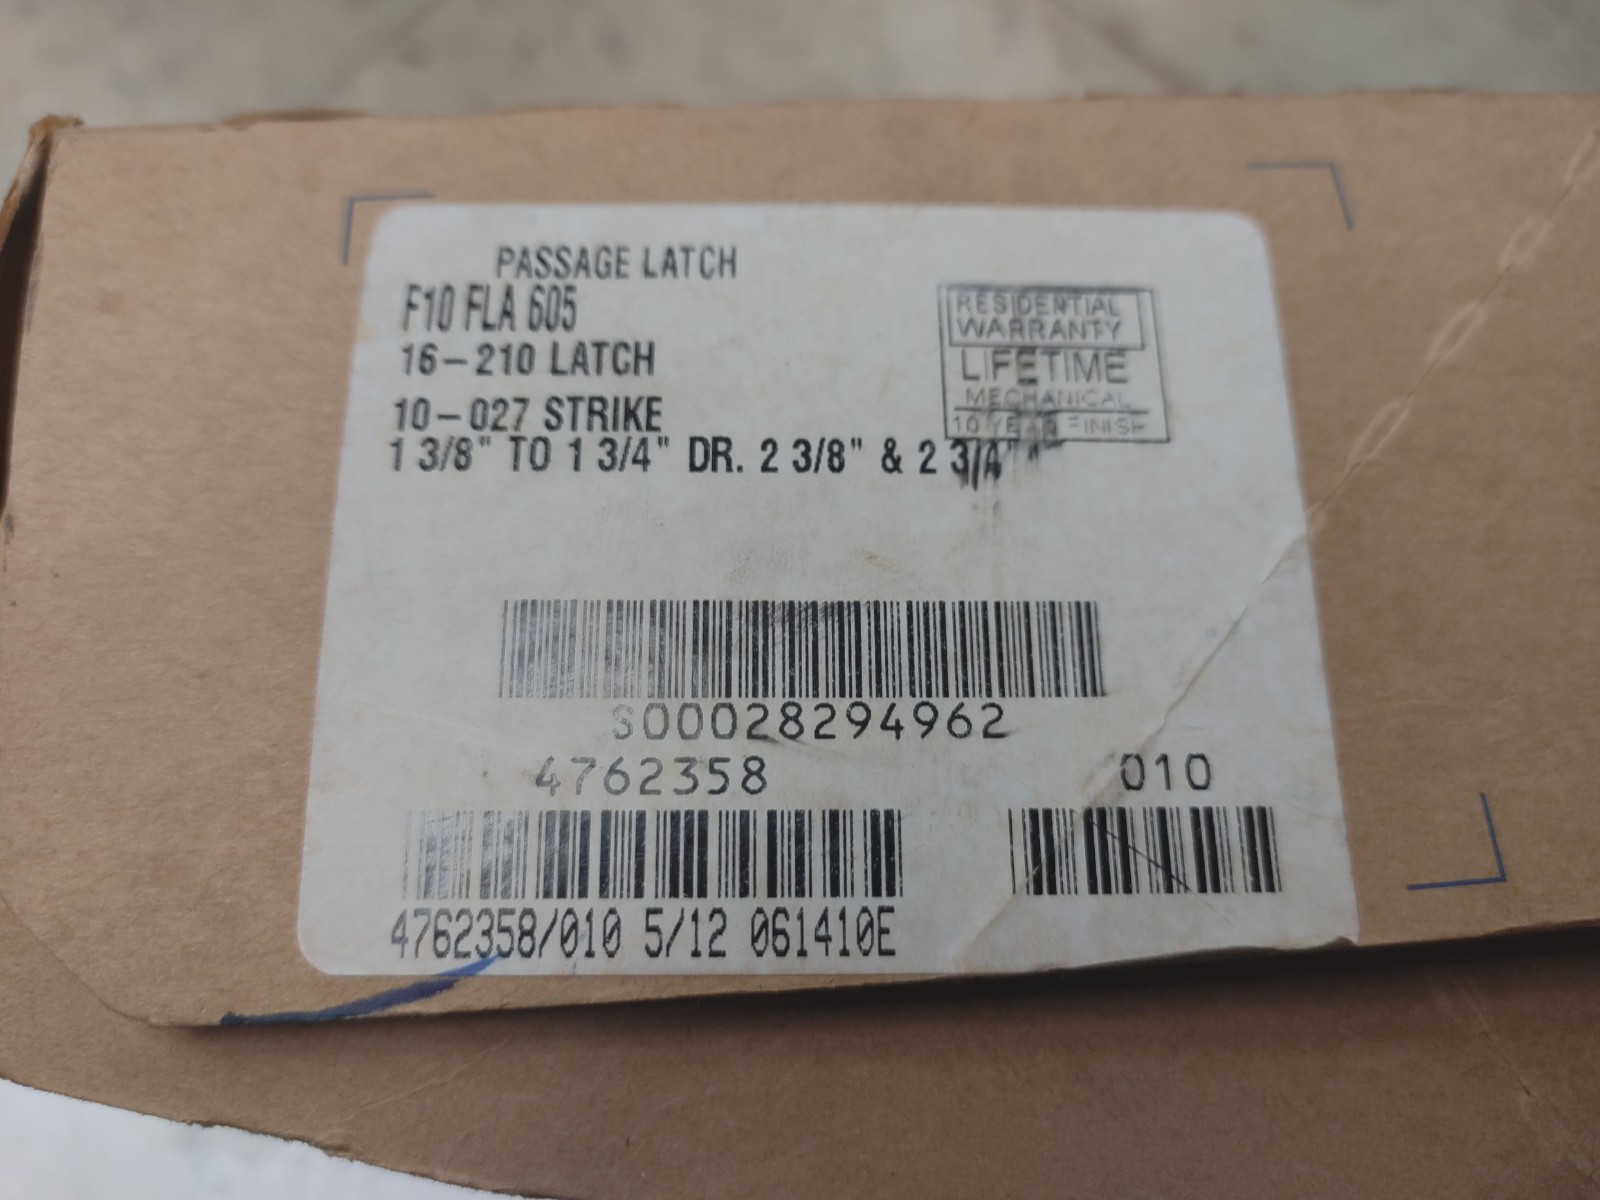 PASSAGE LATCH
F10 FLA 605
16-210 LATCH
10-027 STRIKE
1 3/8" TO 1 3/4" DR. 2 3/8" & 2 3/4"
RESIDENTIAL
WARRANTY
LIFETIME
MECHANICAL
10 YEAR FINISH
S000028294962
4762358
010
4762358/010 5/12 061410E